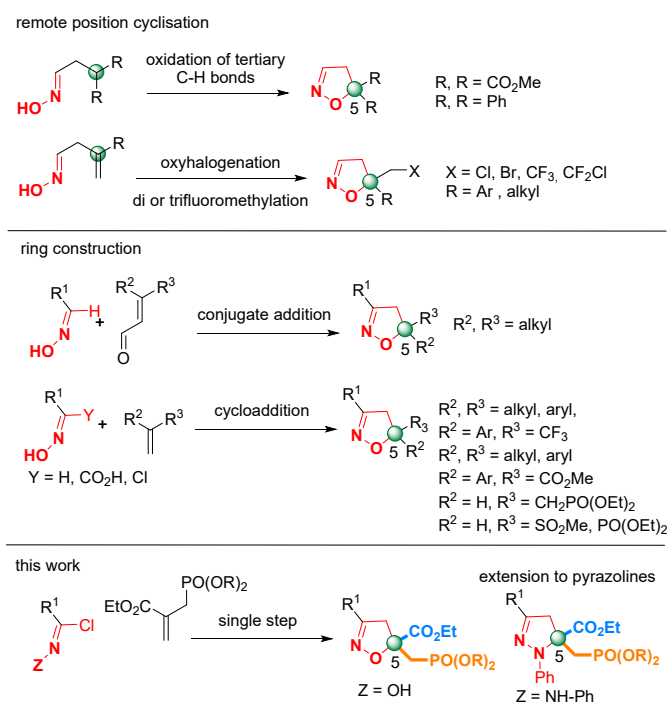 remote position cyclisation
R
R
N
HO
oxidation of tertiary
C-H bonds
N
O
5
R
R
R, R = CO₂Me
R, R = Ph
R
N
HO
oxyhalogenation
di or trifluoromethylation
N
O
5
R
X
X = Cl, Br, CF₃, CF₂Cl
R = Ar , alkyl
ring construction
R¹
H
N
HO
+
R² R³
O
conjugate addition
R¹
N
O
5
R³
R²
R², R³ = alkyl
R¹
Y
N
HO
+
R² R³
Y = H, CO₂H, Cl
cycloaddition
R¹
N
O
5
R³
R²
R², R³ = alkyl, aryl,
R² = Ar, R³ = CF₃
R², R³ = alkyl, aryl
R² = Ar, R³ = CO₂Me
R² = H, R³ = CH₂PO(OEt)₂
R² = H, R³ = SO₂Me, PO(OEt)₂
this work
R¹
Cl
N
Z
EtO₂C
PO(OR)₂
single step
R¹
N
O
5
CO₂Et
PO(OR)₂
Z = OH
extension to pyrazolines
R¹
N
N
Ph
5
CO₂Et
PO(OR)₂
Z = NH-Ph